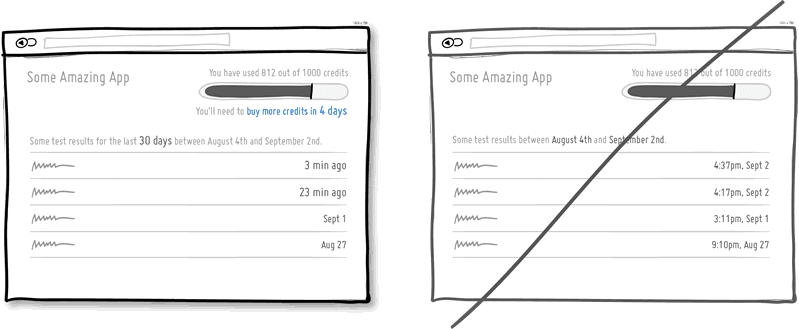 Some Amazing App
You have used 812 out of 1000 credits
You'll need to buy more credits in 4 days
Some test results for the last 30 days between August 4th and September 2nd.
3 min ago
23 min ago
Sept 1
Aug 27
Some Amazing App
You have used 812 out of 1000 credits
Some test results between August 4th and September 2nd.
4:37pm, Sept 2
4:17pm, Sept 2
3:11pm, Sept 1
9:10pm, Aug 27